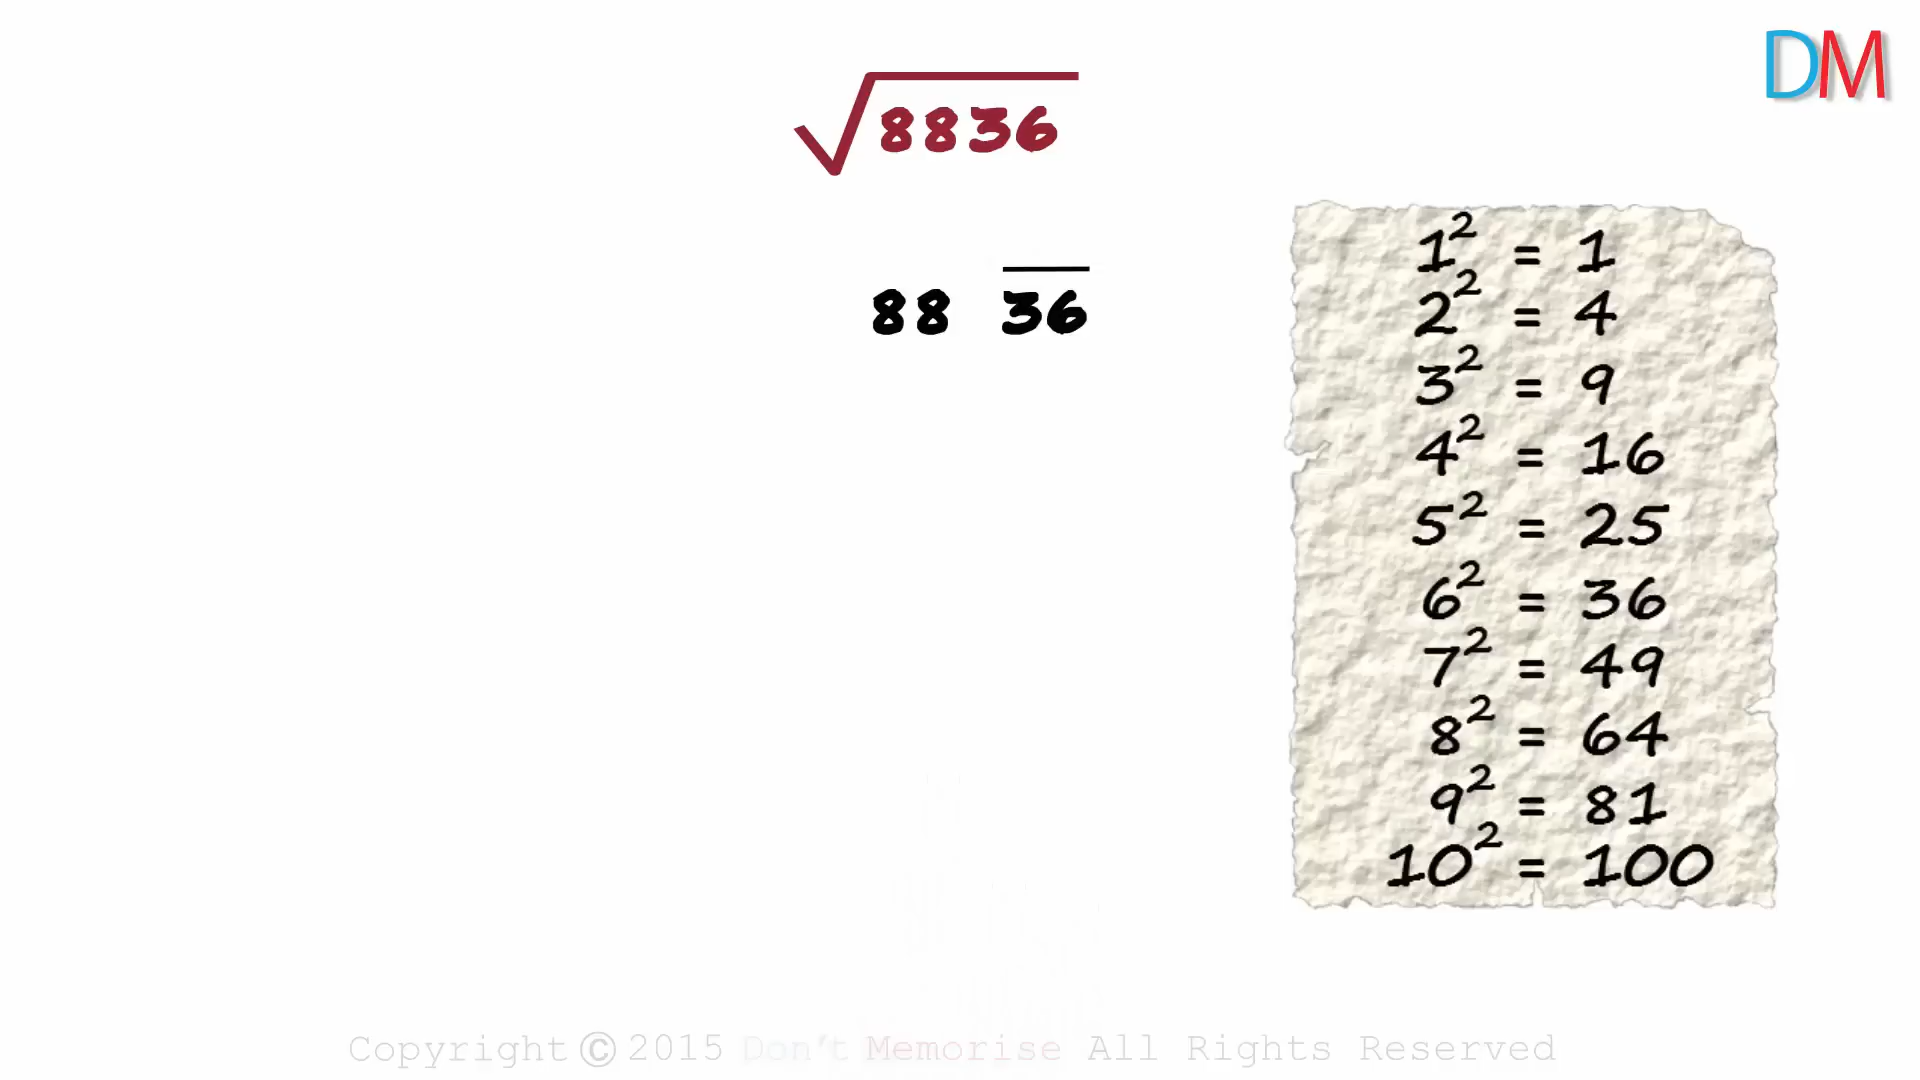 DM
√8836
88 36
1² = 1
2² = 4
3² = 9
4² = 16
5² = 25
6² = 36
7² = 49
8² = 64
9² = 81
10² = 100
Copyright © 2015 Don't Memorise All Rights Reserved